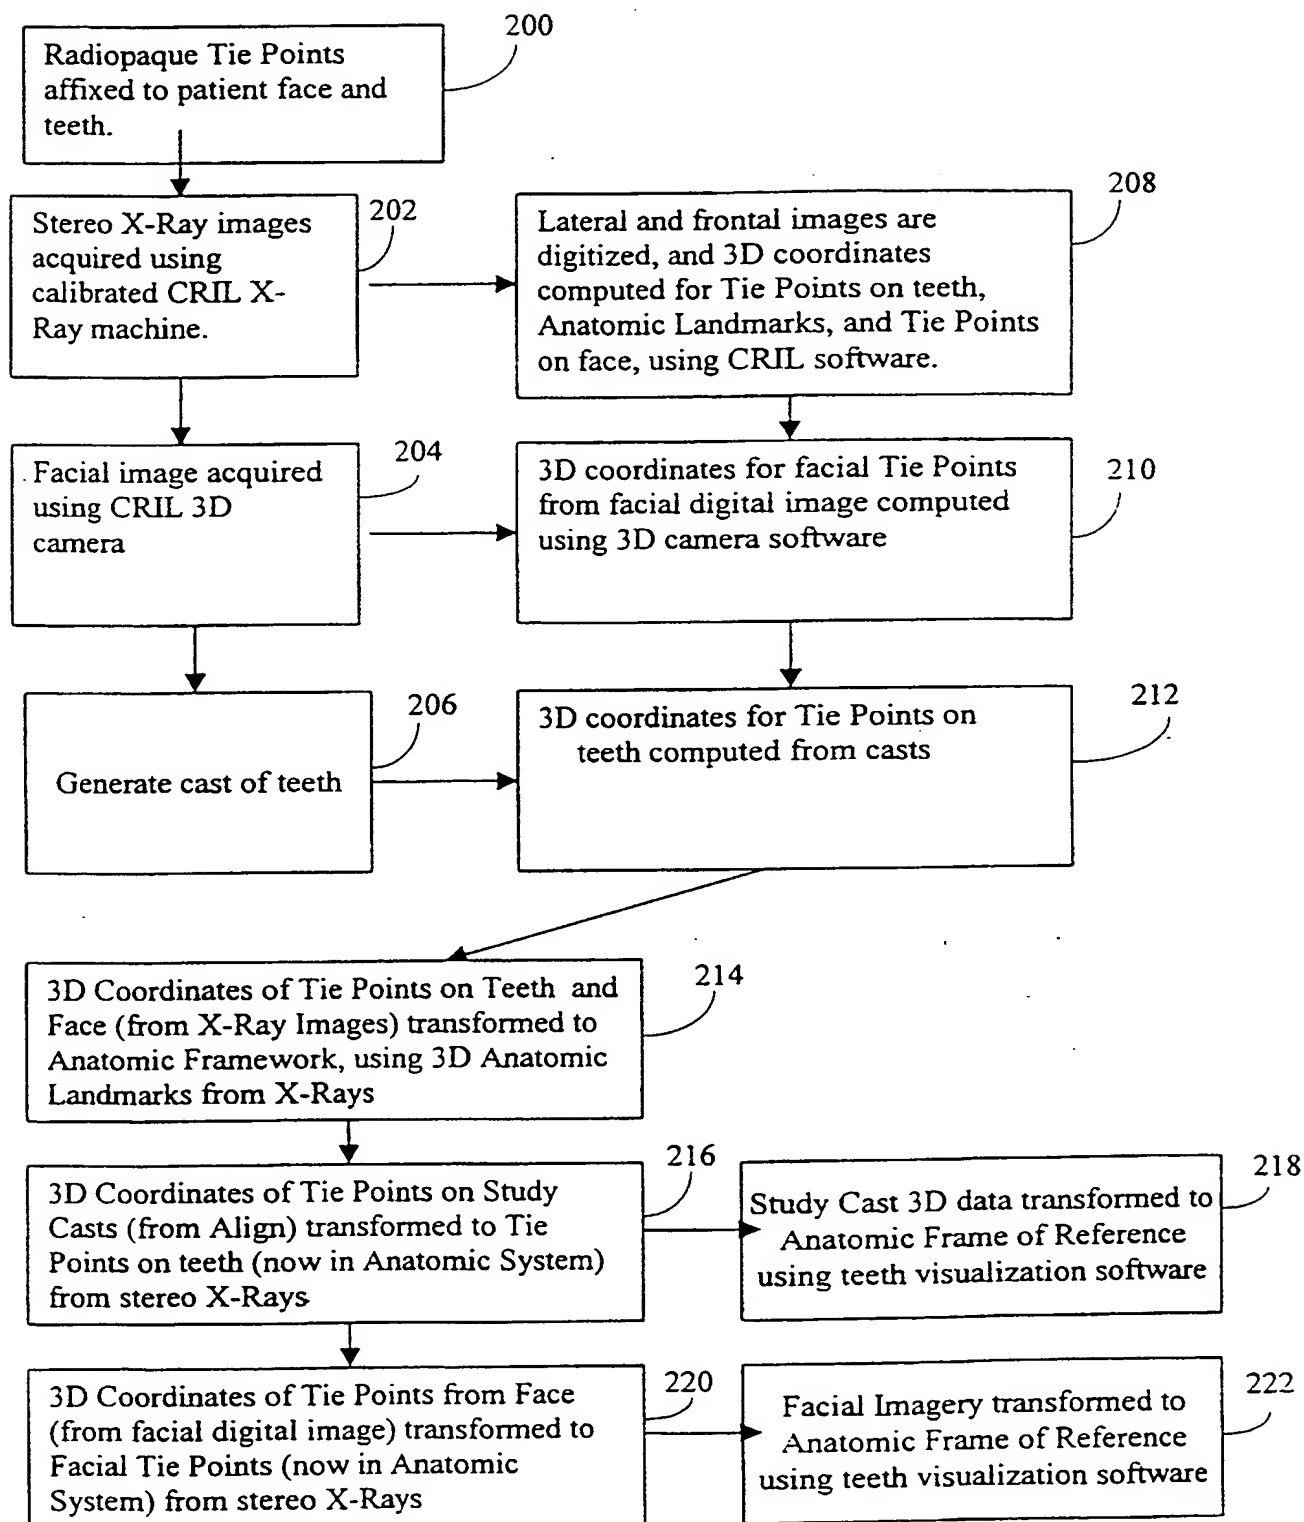 200
Radiopaque Tie Points
affixed to patient face and
teeth.
202
Stereo X-Ray images
acquired using
calibrated CRIL X-
Ray machine.
208
Lateral and frontal images are
digitized, and 3D coordinates
computed for Tie Points on teeth,
Anatomic Landmarks, and Tie Points
on face, using CRIL software.
204
Facial image acquired
using CRIL 3D
camera
210
3D coordinates for facial Tie Points
from facial digital image computed
using 3D camera software
206
Generate cast of teeth
212
3D coordinates for Tie Points on
teeth computed from casts
214
3D Coordinates of Tie Points on Teeth and
Face (from X-Ray Images) transformed to
Anatomic Framework, using 3D Anatomic
Landmarks from X-Rays
216
3D Coordinates of Tie Points on Study
Casts (from Align) transformed to Tie
Points on teeth (now in Anatomic System)
from stereo X-Rays.
218
Study Cast 3D data transformed to
Anatomic Frame of Reference
using teeth visualization software
220
3D Coordinates of Tie Points from Face
(from facial digital image) transformed to
Facial Tie Points (now in Anatomic
System) from stereo X-Rays
222
Facial Imagery transformed to
Anatomic Frame of Reference
using teeth visualization software